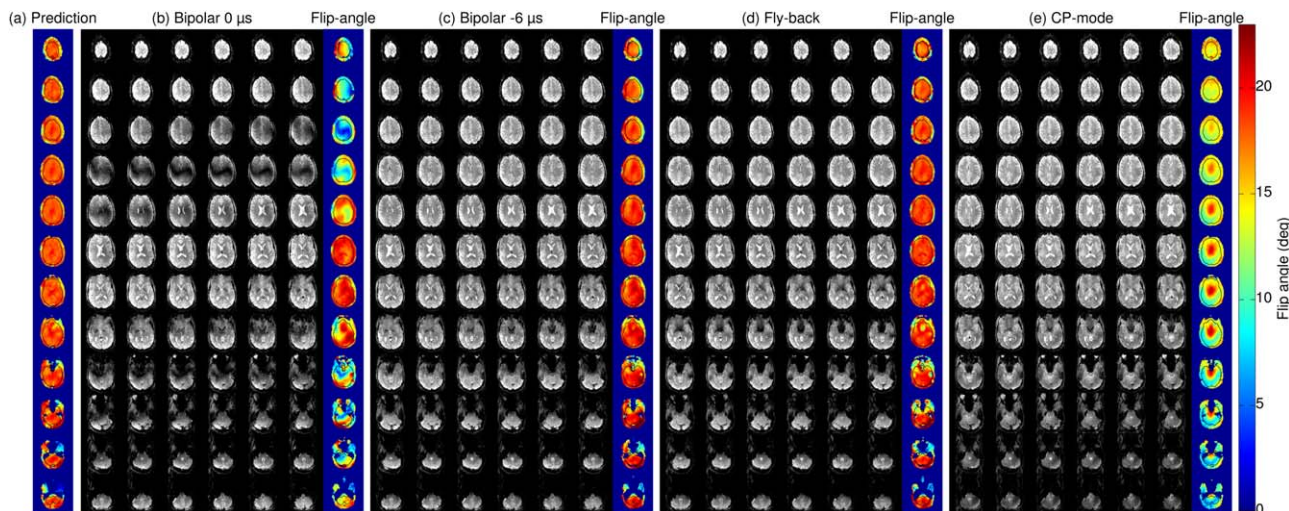 (a) Prediction (b) Bipolar 0 µs Flip-angle (c) Bipolar -6 µs Flip-angle (d) Fly-back Flip-angle (e) CP-mode Flip-angle
20
15
10
5
0
Flip angle (deg)